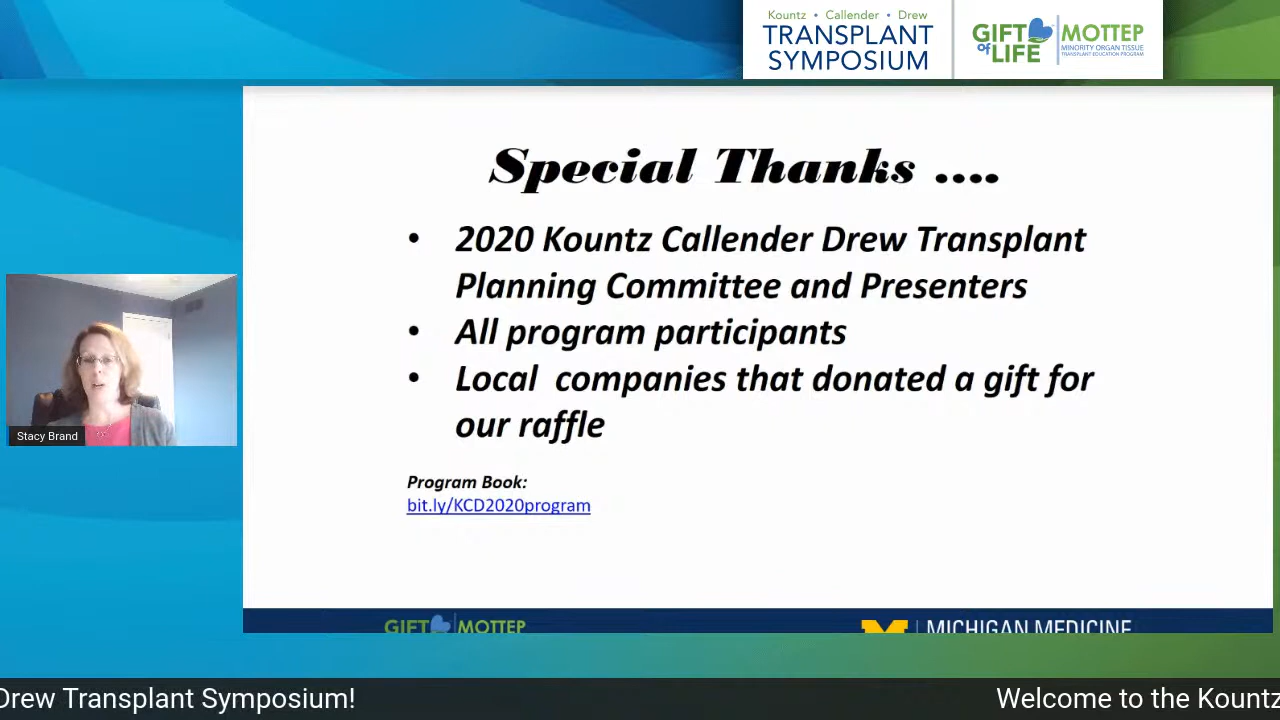 Kountz • Callender • Drew
TRANSPLANT
SYMPOSIUM
GIFT of LIFE
MOTTEP
MINORITY ORGAN TISSUE
TRANSPLANT EDUCATION PROGRAM
Special Thanks ....
• 2020 Kountz Callender Drew Transplant
Planning Committee and Presenters
• All program participants
• Local companies that donated a gift for
our raffle
Stacy Brand
Program Book:
bit.ly/KCD2020program
GIFT MOTTEP
M MICHIGAN MEDICINE
Drew Transplant Symposium!
Welcome to the Kountz